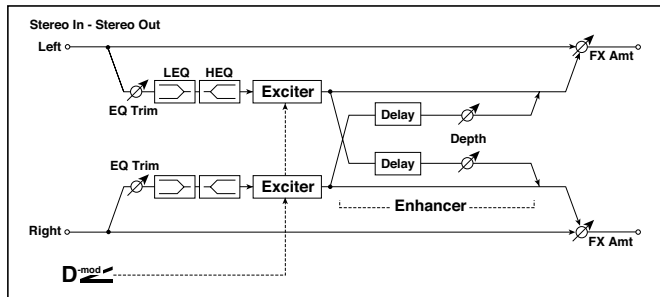 Stereo In - Stereo Out
Left
FX Amt
LEQ HEQ
EQ Trim
Exciter
Delay
Depth
EQ Trim
Delay
Exciter
Enhancer
Right
FX Amt
D-mod